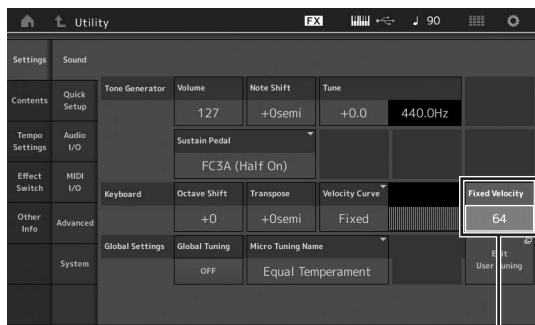 Utility FX 90
Settings Sound
Contents Quick Setup
Tempo Settings Audio I/O
Effect Switch MIDI I/O
Other Info Advanced
System
Tone Generator Volume Note Shift Tune
127 +0semi +0.0 440.0Hz
Sustain Pedal
FC3A (Half On)
Keyboard Octave Shift Transpose Velocity Curve Fixed Velocity
+0 +0semi Fixed 64
Global Settings Global Tuning Micro Tuning Name
OFF Equal Temperament
User